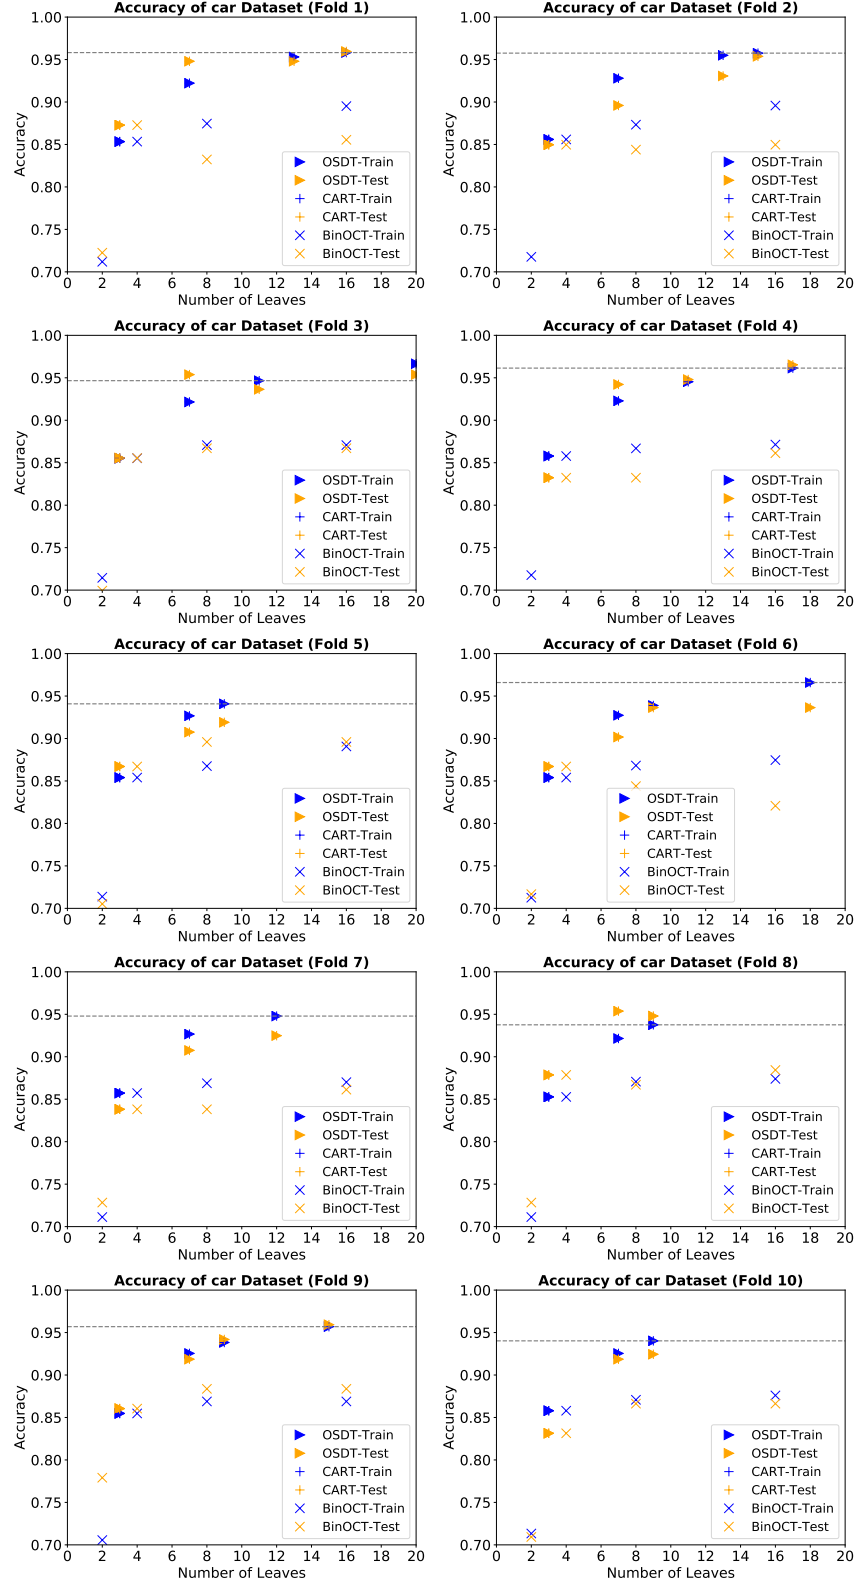 Accuracy of car Dataset (Fold 1)
1.00
0.95
0.90
0.85
0.80
0.75
0.70
Accuracy
OSDT-Train
OSDT-Test
CART-Train
CART-Test
BinOCT-Train
BinOCT-Test
0 2 4 6 8 10 12 14 16 18 20
Number of Leaves
Accuracy of car Dataset (Fold 2)
1.00
0.95
0.90
0.85
0.80
0.75
0.70
Accuracy
OSDT-Train
OSDT-Test
CART-Train
CART-Test
BinOCT-Train
BinOCT-Test
0 2 4 6 8 10 12 14 16 18 20
Number of Leaves
Accuracy of car Dataset (Fold 3)
1.00
0.95
0.90
0.85
0.80
0.75
0.70
Accuracy
OSDT-Train
OSDT-Test
CART-Train
CART-Test
BinOCT-Train
BinOCT-Test
0 2 4 6 8 10 12 14 16 18 20
Number of Leaves
Accuracy of car Dataset (Fold 4)
1.00
0.95
0.90
0.85
0.80
0.75
0.70
Accuracy
OSDT-Train
OSDT-Test
CART-Train
CART-Test
BinOCT-Train
BinOCT-Test
0 2 4 6 8 10 12 14 16 18 20
Number of Leaves
Accuracy of car Dataset (Fold 5)
1.00
0.95
0.90
0.85
0.80
0.75
0.70
Accuracy
OSDT-Train
OSDT-Test
CART-Train
CART-Test
BinOCT-Train
BinOCT-Test
0 2 4 6 8 10 12 14 16 18 20
Number of Leaves
Accuracy of car Dataset (Fold 6)
1.00
0.95
0.90
0.85
0.80
0.75
0.70
Accuracy
OSDT-Train
OSDT-Test
CART-Train
CART-Test
BinOCT-Train
BinOCT-Test
0 2 4 6 8 10 12 14 16 18 20
Number of Leaves
Accuracy of car Dataset (Fold 7)
1.00
0.95
0.90
0.85
0.80
0.75
0.70
Accuracy
OSDT-Train
OSDT-Test
CART-Train
CART-Test
BinOCT-Train
BinOCT-Test
0 2 4 6 8 10 12 14 16 18 20
Number of Leaves
Accuracy of car Dataset (Fold 8)
1.00
0.95
0.90
0.85
0.80
0.75
0.70
Accuracy
OSDT-Train
OSDT-Test
CART-Train
CART-Test
BinOCT-Train
BinOCT-Test
0 2 4 6 8 10 12 14 16 18 20
Number of Leaves
Accuracy of car Dataset (Fold 9)
1.00
0.95
0.90
0.85
0.80
0.75
0.70
Accuracy
OSDT-Train
OSDT-Test
CART-Train
CART-Test
BinOCT-Train
BinOCT-Test
0 2 4 6 8 10 12 14 16 18 20
Number of Leaves
Accuracy of car Dataset (Fold 10)
1.00
0.95
0.90
0.85
0.80
0.75
0.70
Accuracy
OSDT-Train
OSDT-Test
CART-Train
CART-Test
BinOCT-Train
BinOCT-Test
0 2 4 6 8 10 12 14 16 18 20
Number of Leaves